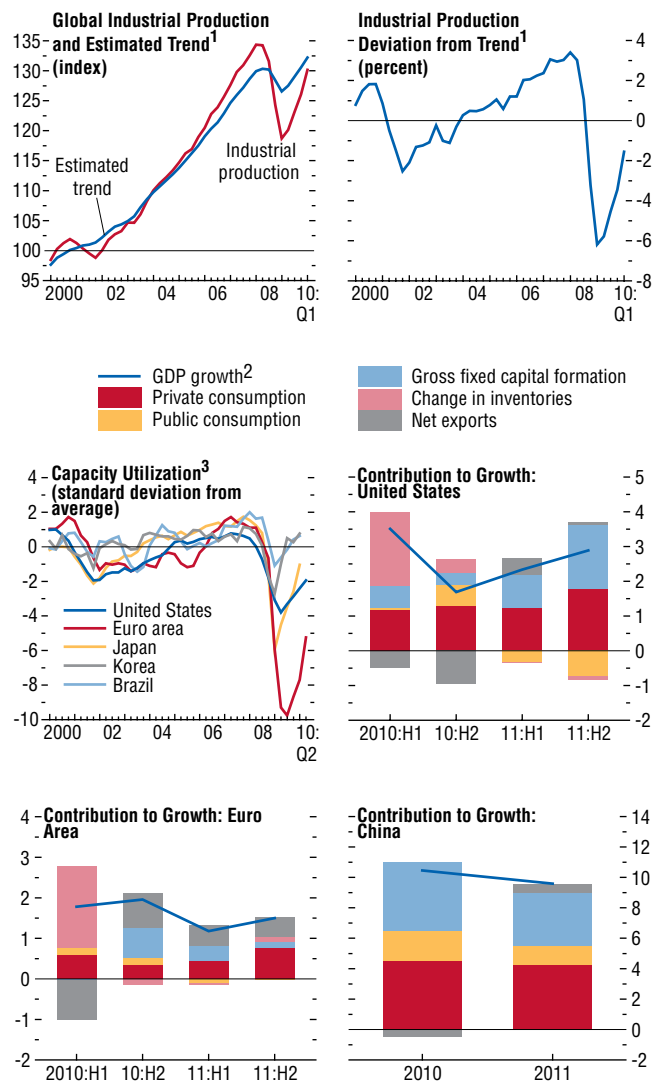 Global Industrial Production
and Estimated Trend1
(index)
135
130
125
120
115
110
105
100
95
Estimated
trend
Industrial
production
2000 02 04 06 08 10:
Q1
Industrial Production
Deviation from Trend1
(percent)
4
2
0
-2
-4
-6
-8
2000 02 04 06 08 10:
Q1
GDP growth2
Private consumption
Public consumption
Gross fixed capital formation
Change in inventories
Net exports
Capacity Utilization3
(standard deviation from
average)
4
2
0
-2
-4
-6
-8
-10
United States
Euro area
Japan
Korea
Brazil
2000 02 04 06 08 10:
Q2
Contribution to Growth:
United States
5
4
3
2
1
0
-1
-2
2010:H1 10:H2 11:H1 11:H2
Contribution to Growth: Euro
Area
4
3
2
1
0
-1
-2
2010:H1 10:H2 11:H1 11:H2
Contribution to Growth:
China
14
12
10
8
6
4
2
0
-2
2010 2011